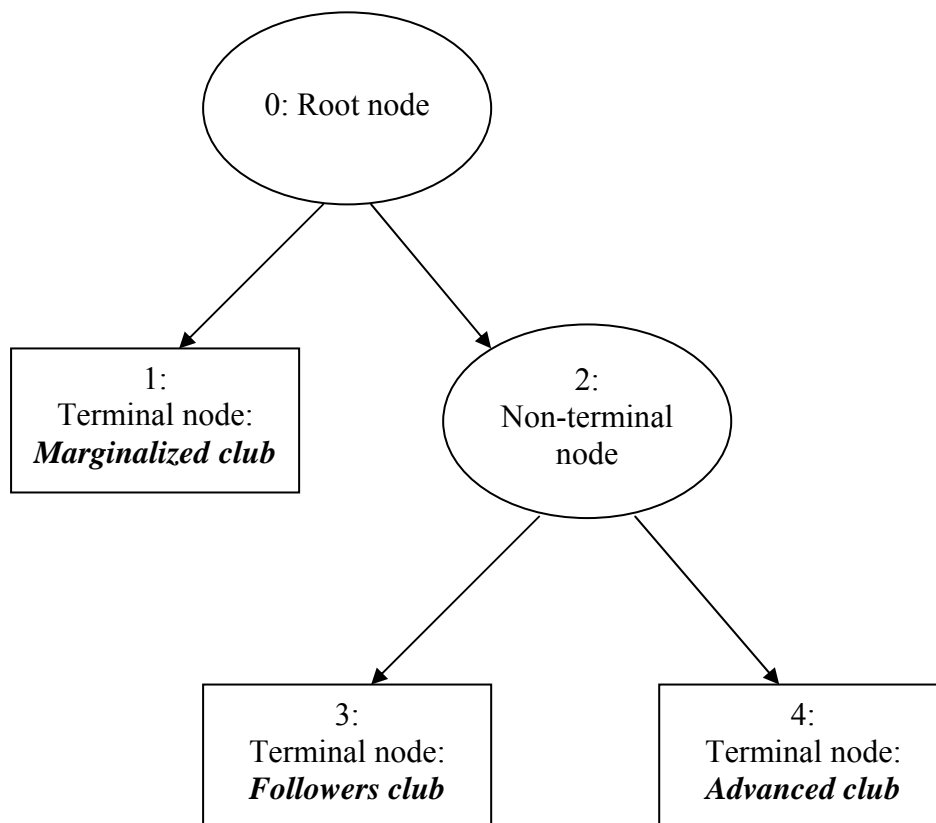 0: Root node
1:
Terminal node:
Marginalized club
2:
Non-terminal
node
3:
Terminal node:
Followers club
4:
Terminal node:
Advanced club